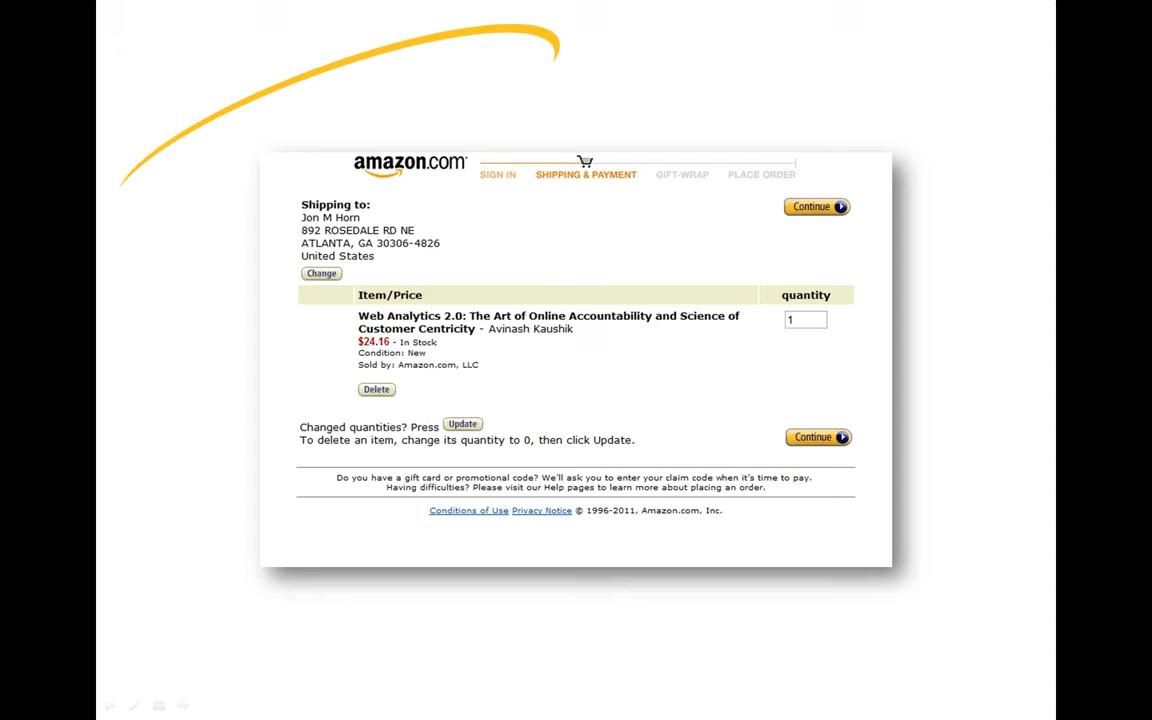 amazon.com
SIGN IN SHIPPING & PAYMENT GIFT-WRAP PLACE ORDER
Shipping to:
Continue
Jon M Horn
892 ROSEDALE RD NE
ATLANTA, GA 30306-4826
United States
Change
Item/Price quantity
Web Analytics 2.0: The Art of Online Accountability and Science of 1
Customer Centricity - Avinash Kaushik
$24.16 - In Stock
Condition: New
Sold by: Amazon.com, LLC
Delete
Changed quantities? Press Update
To delete an item, change its quantity to 0, then click Update.
Continue
Do you have a gift card or promotional code? We'll ask you to enter your claim code when it's time to pay.
Having difficulties? Please visit our Help pages to learn more about placing an order.
Conditions of Use Privacy Notice © 1996-2011, Amazon.com, Inc.